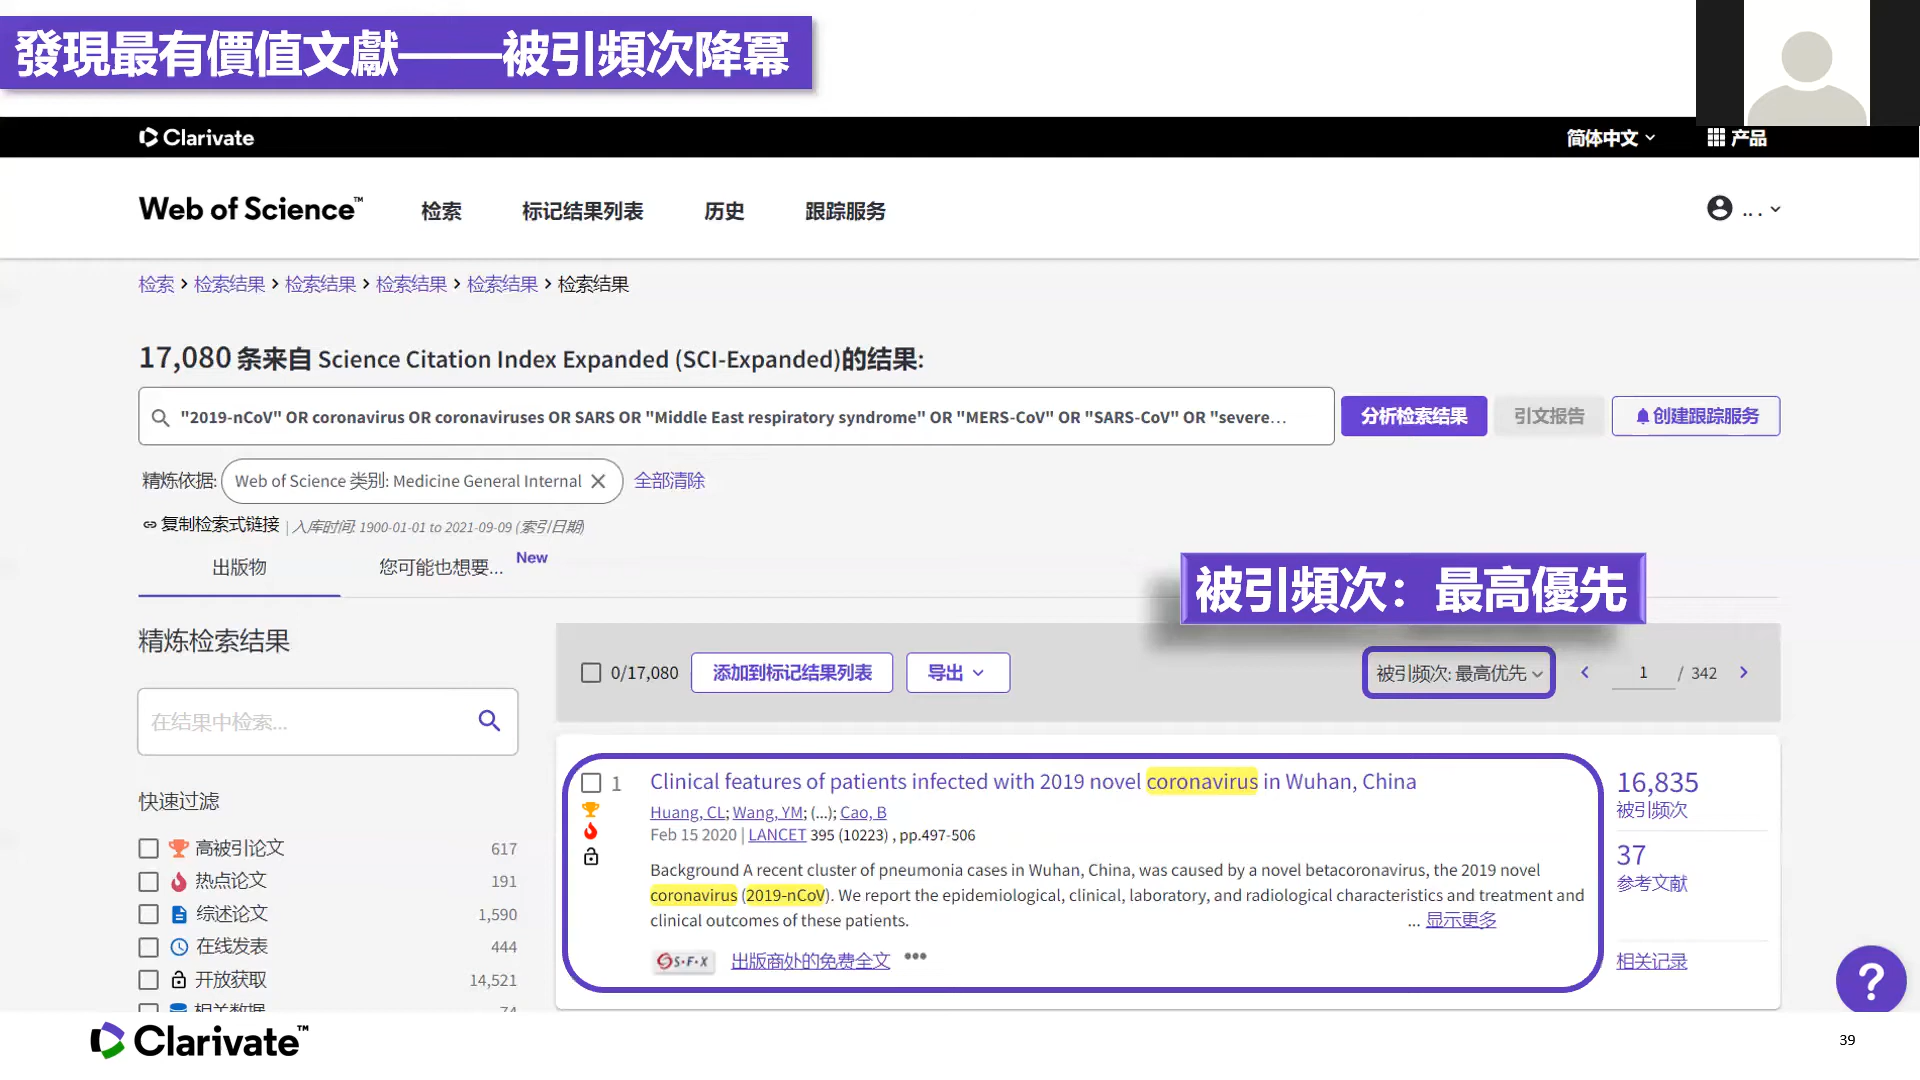 發現最有價值文獻——被引頻次降冪
Clarivate
简体中文
产品
Web of Science™
检索
标记结果列表
历史
跟踪服务
...
检索 > 检索结果 > 检索结果 > 检索结果 > 检索结果 > 检索结果
17,080 条来自 Science Citation Index Expanded (SCI-Expanded)的结果:
"2019-nCoV" OR coronavirus OR coronaviruses OR SARS OR "Middle East respiratory syndrome" OR "MERS-CoV" OR "SARS-CoV" OR "severe...
分析检索结果
引文报告
创建跟踪服务
精炼依据: Web of Science 类别: Medicine General Internal
全部清除
复制检索式链接 | 入库时间: 1900-01-01 to 2021-09-09 (索引日期)
出版物
您可能也想要... New
被引頻次：最高優先
精炼检索结果
0/17,080
添加到标记结果列表
导出
被引频次: 最高优先
1 / 342
在结果中检索...
快速过滤
高被引论文 617
热点论文 191
综述论文 1,590
在线发表 444
开放获取 14,521
相关数据 74
1 Clinical features of patients infected with 2019 novel coronavirus in Wuhan, China
Huang, CL; Wang, YM; (...); Cao, B
Feb 15 2020 | LANCET 395 (10223) , pp.497-506
Background A recent cluster of pneumonia cases in Wuhan, China, was caused by a novel betacoronavirus, the 2019 novel
coronavirus (2019-nCoV). We report the epidemiological, clinical, laboratory, and radiological characteristics and treatment and
clinical outcomes of these patients.
... 显示更多
S·F·X
出版商处的免费全文 •••
16,835
被引频次
37
参考文献
相关记录
?
Clarivate™
39